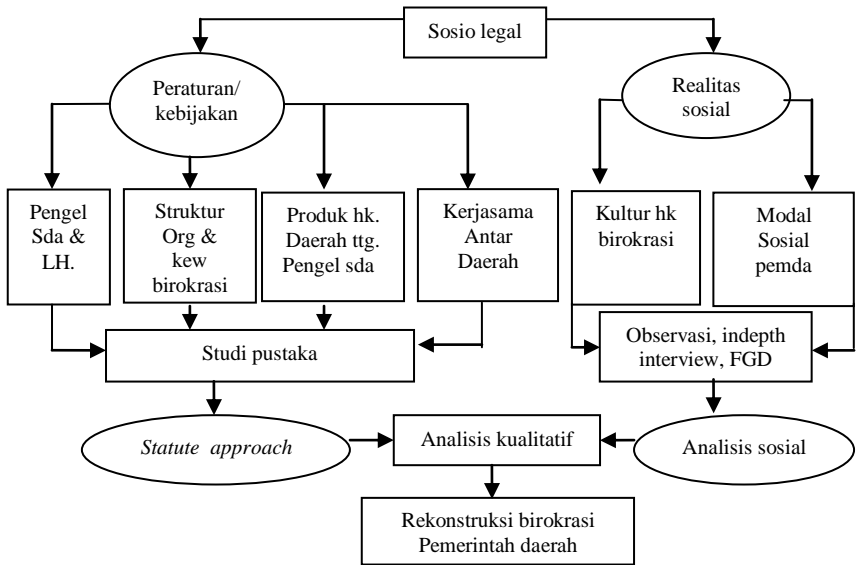 Sosio legal
Peraturan/
kebijakan
Realitas
sosial
Pengel
Sda &
LH.
Struktur
Org &
kew
birokrasi
Produk hk.
Daerah ttg.
Pengel sda
Kerjasama
Antar
Daerah
Kultur hk
birokrasi
Modal
Sosial
pemda
Studi pustaka
Observasi, indepth
interview, FGD
Statute approach
Analisis kualitatif
Analisis sosial
Rekonstruksi birokrasi
Pemerintah daerah